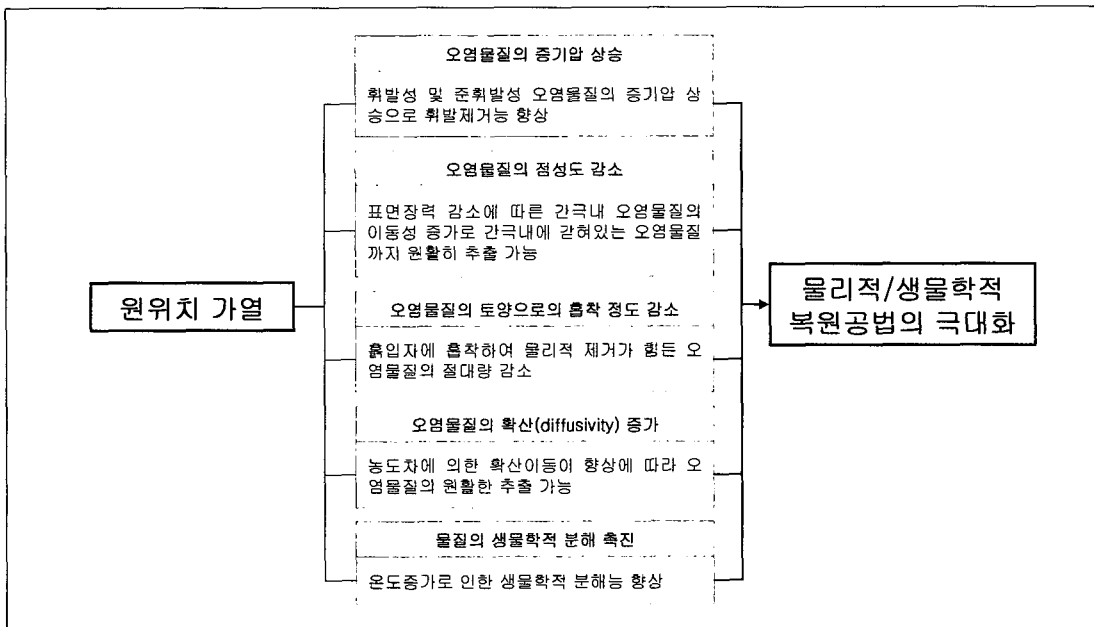 오염물질의 증기압 상승
휘발성 및 준휘발성 오염물질의 증기압 상
승으로 휘발제거능 향상
오염물질의 점성도 감소
표면장력 감소에 따른 간극내 오염물질의
이동성 증가로 간극내에 갇혀있는 오염물질
까지 원활히 추출 가능
원위치 가열
오염물질의 토양으로의 흡착 정도 감소
흙입자에 흡착하여 물리적 제거가 힘든 오
염물질의 절대량 감소
오염물질의 확산(diffusivity) 증가
농도차에 의한 확산이동이 향상에 따라 오
염물질의 원활한 추출 가능
물질의 생물학적 분해 촉진
온도증가로 인한 생물학적 분해능 향상
물리적/생물학적
복원공법의 극대화